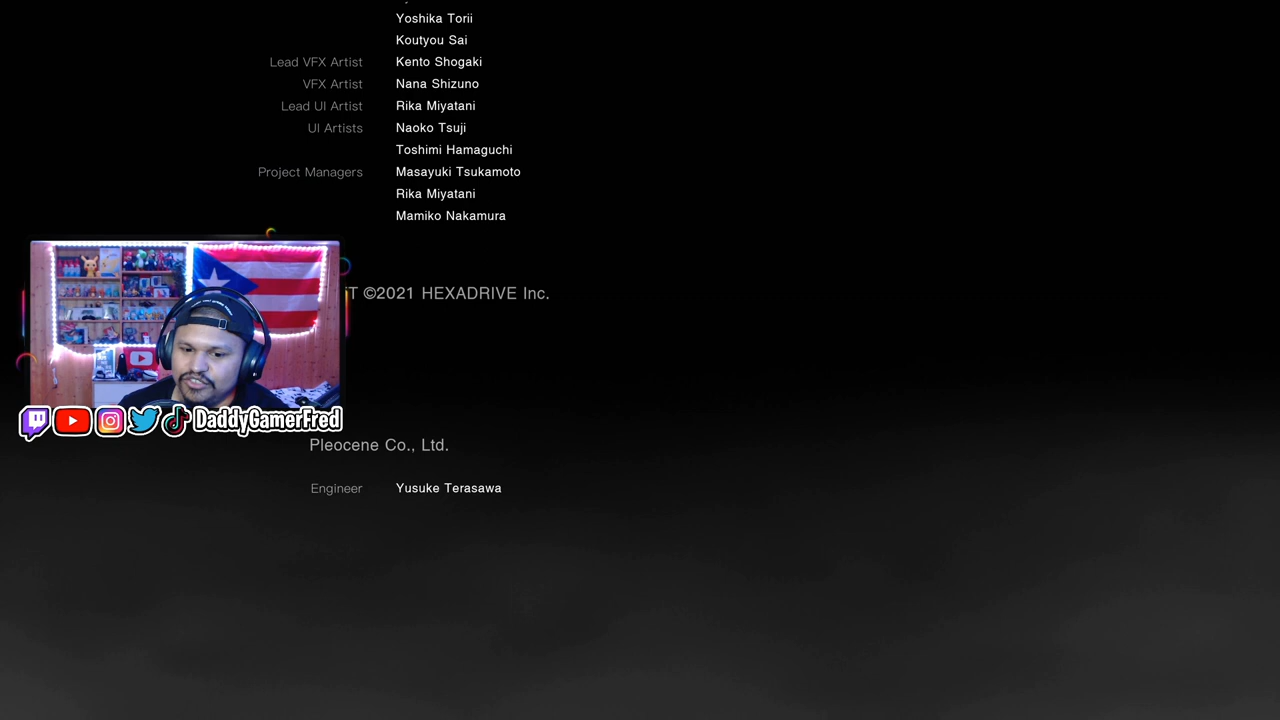 Yoshika Torii
Koutyou Sai
Lead VFX Artist Kento Shogaki
VFX Artist Nana Shizuno
Lead UI Artist Rika Miyatani
UI Artists Naoko Tsuji
Toshimi Hamaguchi
Project Managers Masayuki Tsukamoto
Rika Miyatani
Mamiko Nakamura
T ©2021 HEXADRIVE Inc.
DaddyGamerFred
Pleocene Co., Ltd.
Engineer Yusuke Terasawa